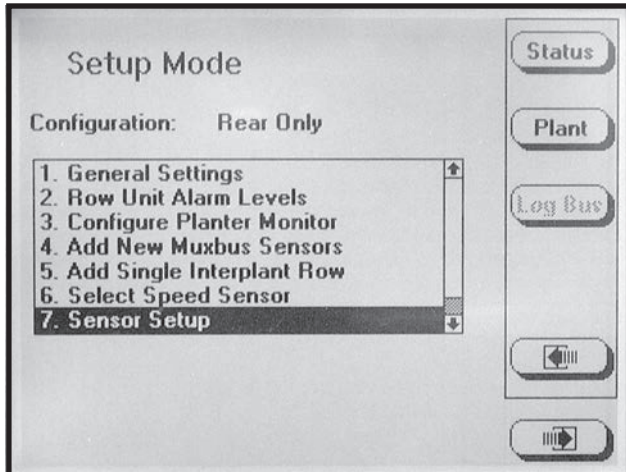 Setup Mode
Configuration: Rear Only
1. General Settings
2. Row Unit Alarm Levels
3. Configure Planter Monitor
4. Add New Muxbus Sensors
5. Add Single Interplant Row
6. Select Speed Sensor
7. Sensor Setup
Status
Plant
Log Bus